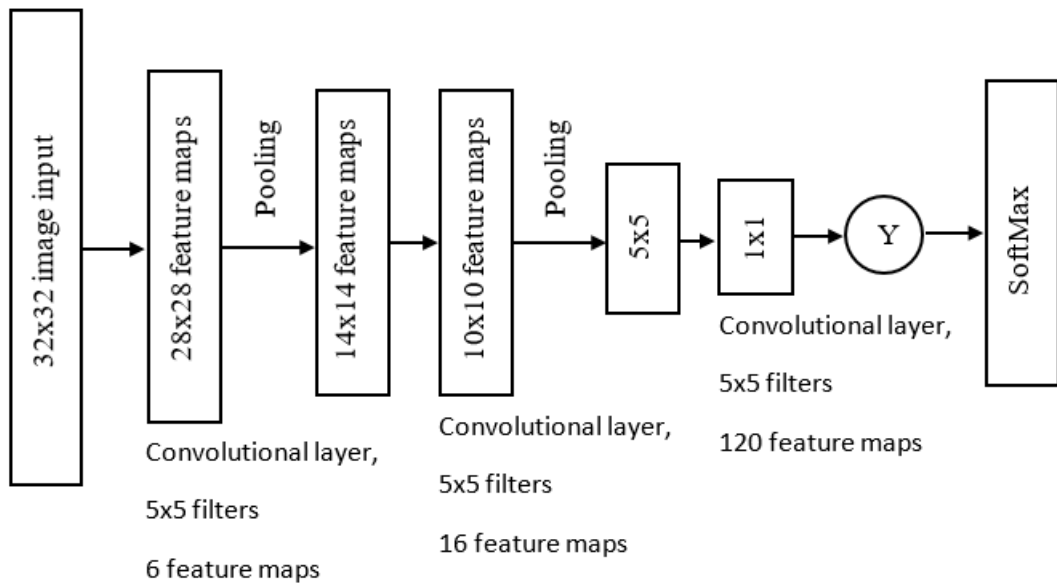 32x32 image input
28x28 feature maps
Convolutional layer,
5x5 filters
6 feature maps
Pooling
14x14 feature maps
10x10 feature maps
Convolutional layer,
5x5 filters
16 feature maps
Pooling
5x5
1x1
Convolutional layer,
5x5 filters
120 feature maps
Y
SoftMax